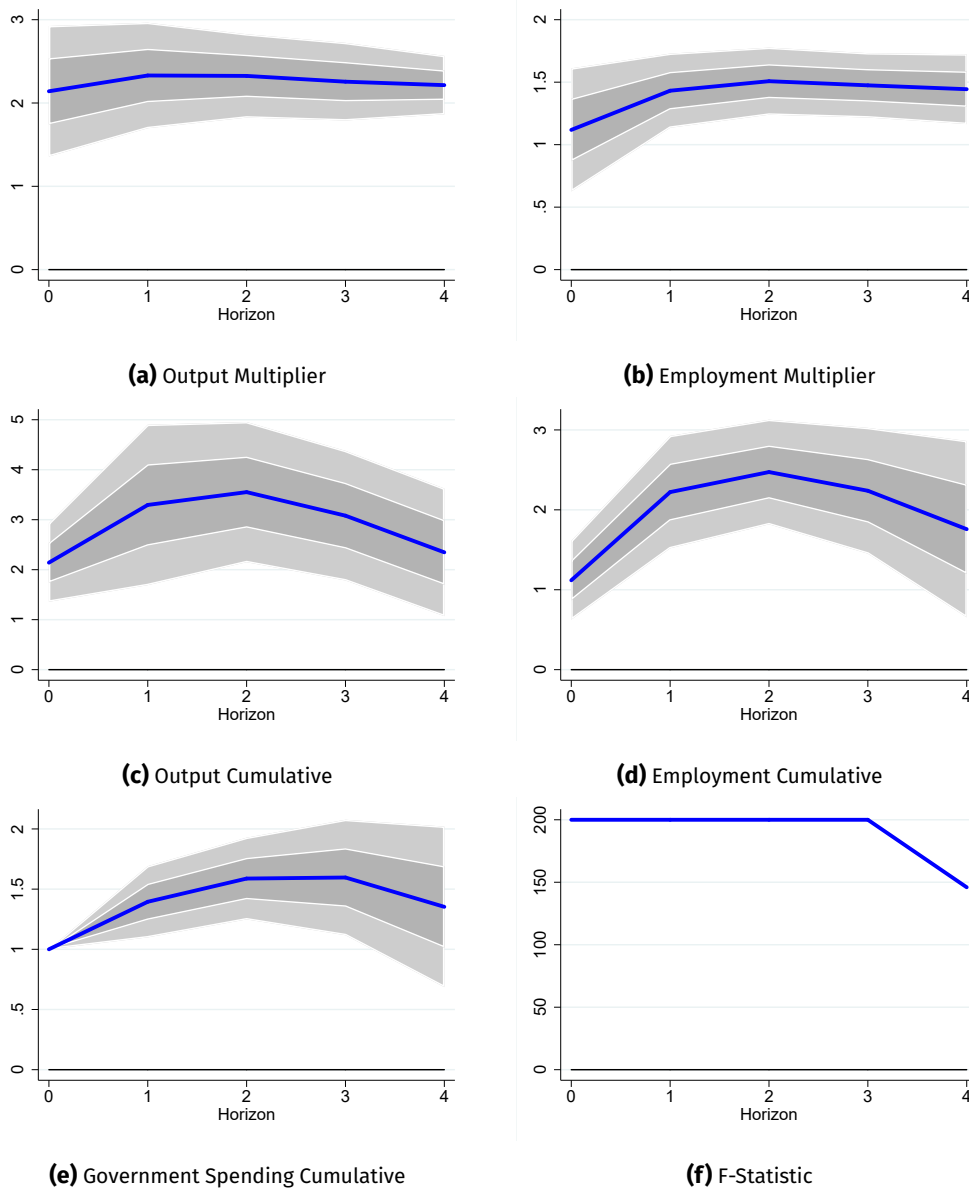 3
2
1
0
0 1 2 3 4
Horizon
(a) Output Multiplier
2
1.5
1
.5
0
0 1 2 3 4
Horizon
(b) Employment Multiplier
5
4
3
2
1
0
0 1 2 3 4
Horizon
(c) Output Cumulative
3
2
1
0
0 1 2 3 4
Horizon
(d) Employment Cumulative
2
1.5
1
.5
0
0 1 2 3 4
Horizon
(e) Government Spending Cumulative
200
150
100
50
0
0 1 2 3 4
Horizon
(f) F-Statistic